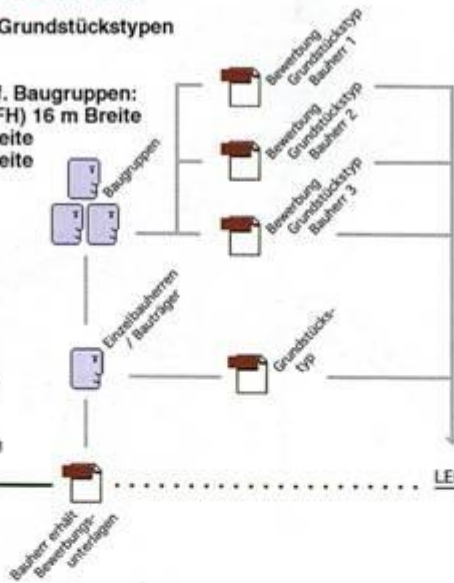 Grundstückstypen
f. Baugruppen:
FH) 16 m Breite
eite
eite
Bewerbung
Grundstückstyp
Bauherr 1
Bewerbung
Grundstückstyp
Bauherr 2
Bewerbung
Grundstückstyp
Bauherr 3
Baugruppen
Einzelbauherren
/ Bauträger
Grundstücks-
typ
Bauherr erhält
Bewerbungs-
unterlagen